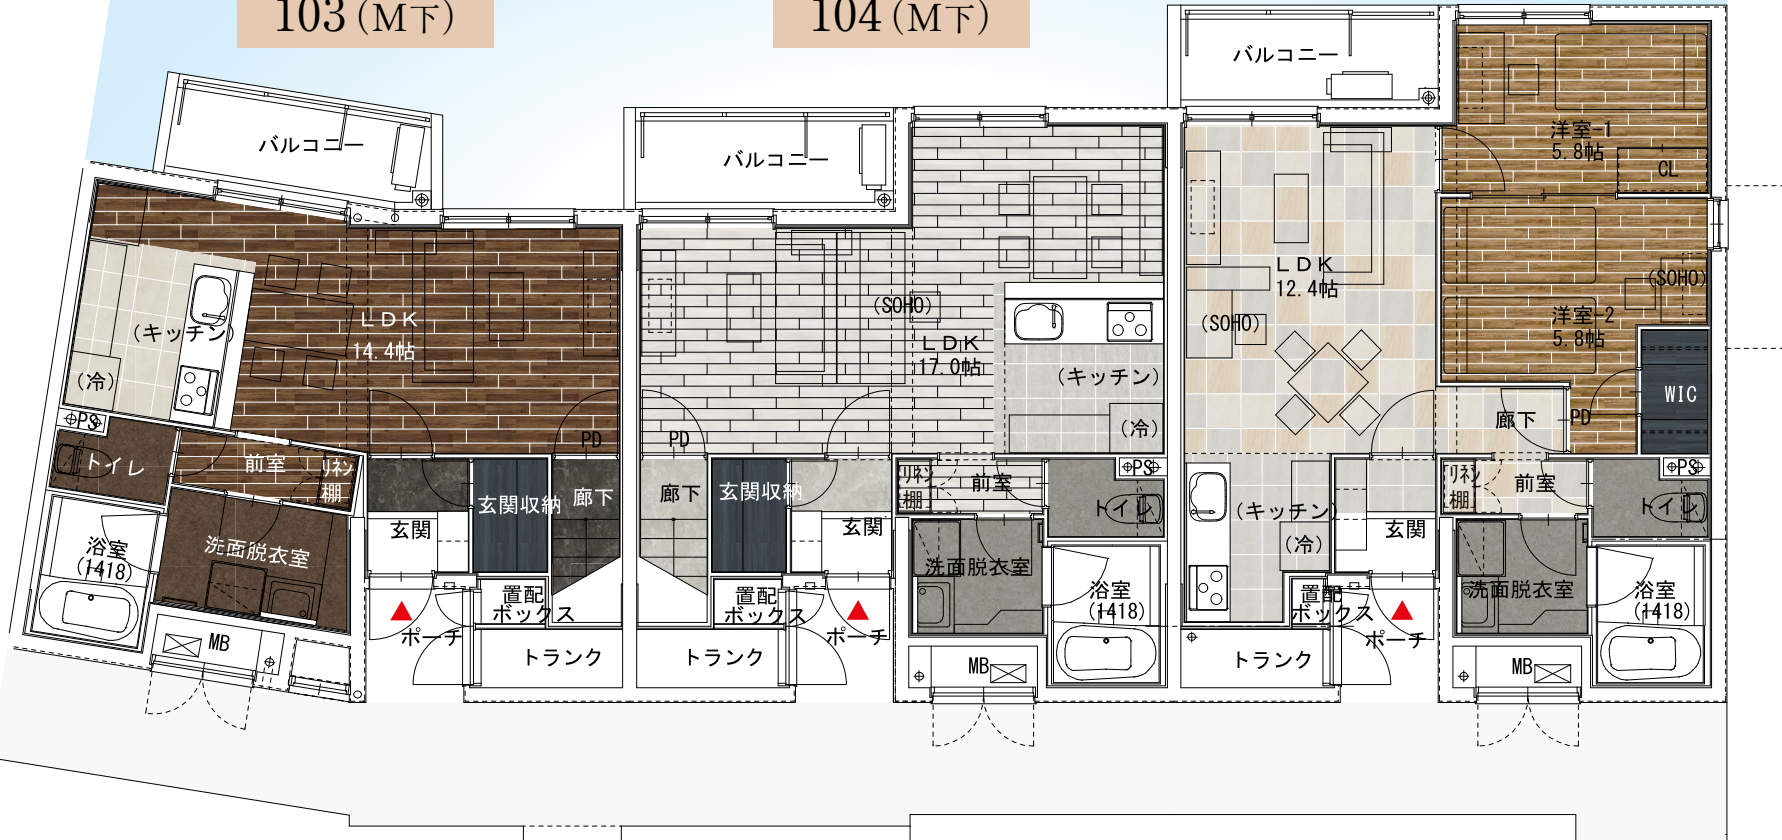 103(M下)
104(M下)
バルコニー
バルコニー
バルコニー
(キッチン)
(冷)
LDK
14.4帖
PS
トイレ
前室
リネン
棚
浴室
(1418)
洗面脱衣室
MB
玄関
玄関収納
廊下
PD
置配
ボックス
ポーチ
トランク
(SOHO)
LDK
17.0帖
(キッチン)
(冷)
PD
廊下
玄関収納
玄関
リネン
棚
前室
PS
トイレ
洗面脱衣室
浴室
(1418)
置配
ボックス
ポーチ
トランク
MB
洋室-1
5.8帖
CL
LDK
12.4帖
(SOHO)
(SOHO)
洋室-2
5.8帖
WIC
廊下
PD
(キッチン)
(冷)
玄関
リネン
棚
前室
PS
トイレ
洗面脱衣室
浴室
(1418)
置配
ボックス
ポーチ
トランク
MB